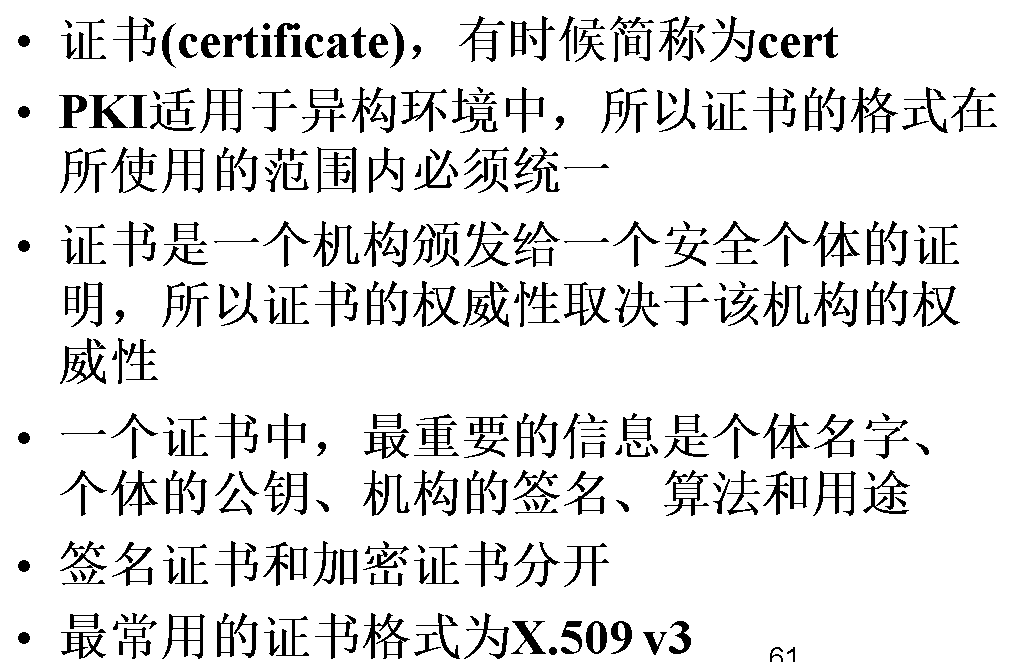 • 证书(certificate)，有时候简称为cert
• PKI适用于异构环境中，所以证书的格式在
所使用的范围内必须统一
• 证书是一个机构颁发给一个安全个体的证
明，所以证书的权威性取决于该机构的权
威性
• 一个证书中，最重要的信息是个体名字、
个体的公钥、机构的签名、算法和用途
• 签名证书和加密证书分开
• 最常用的证书格式为X.509 v3
61